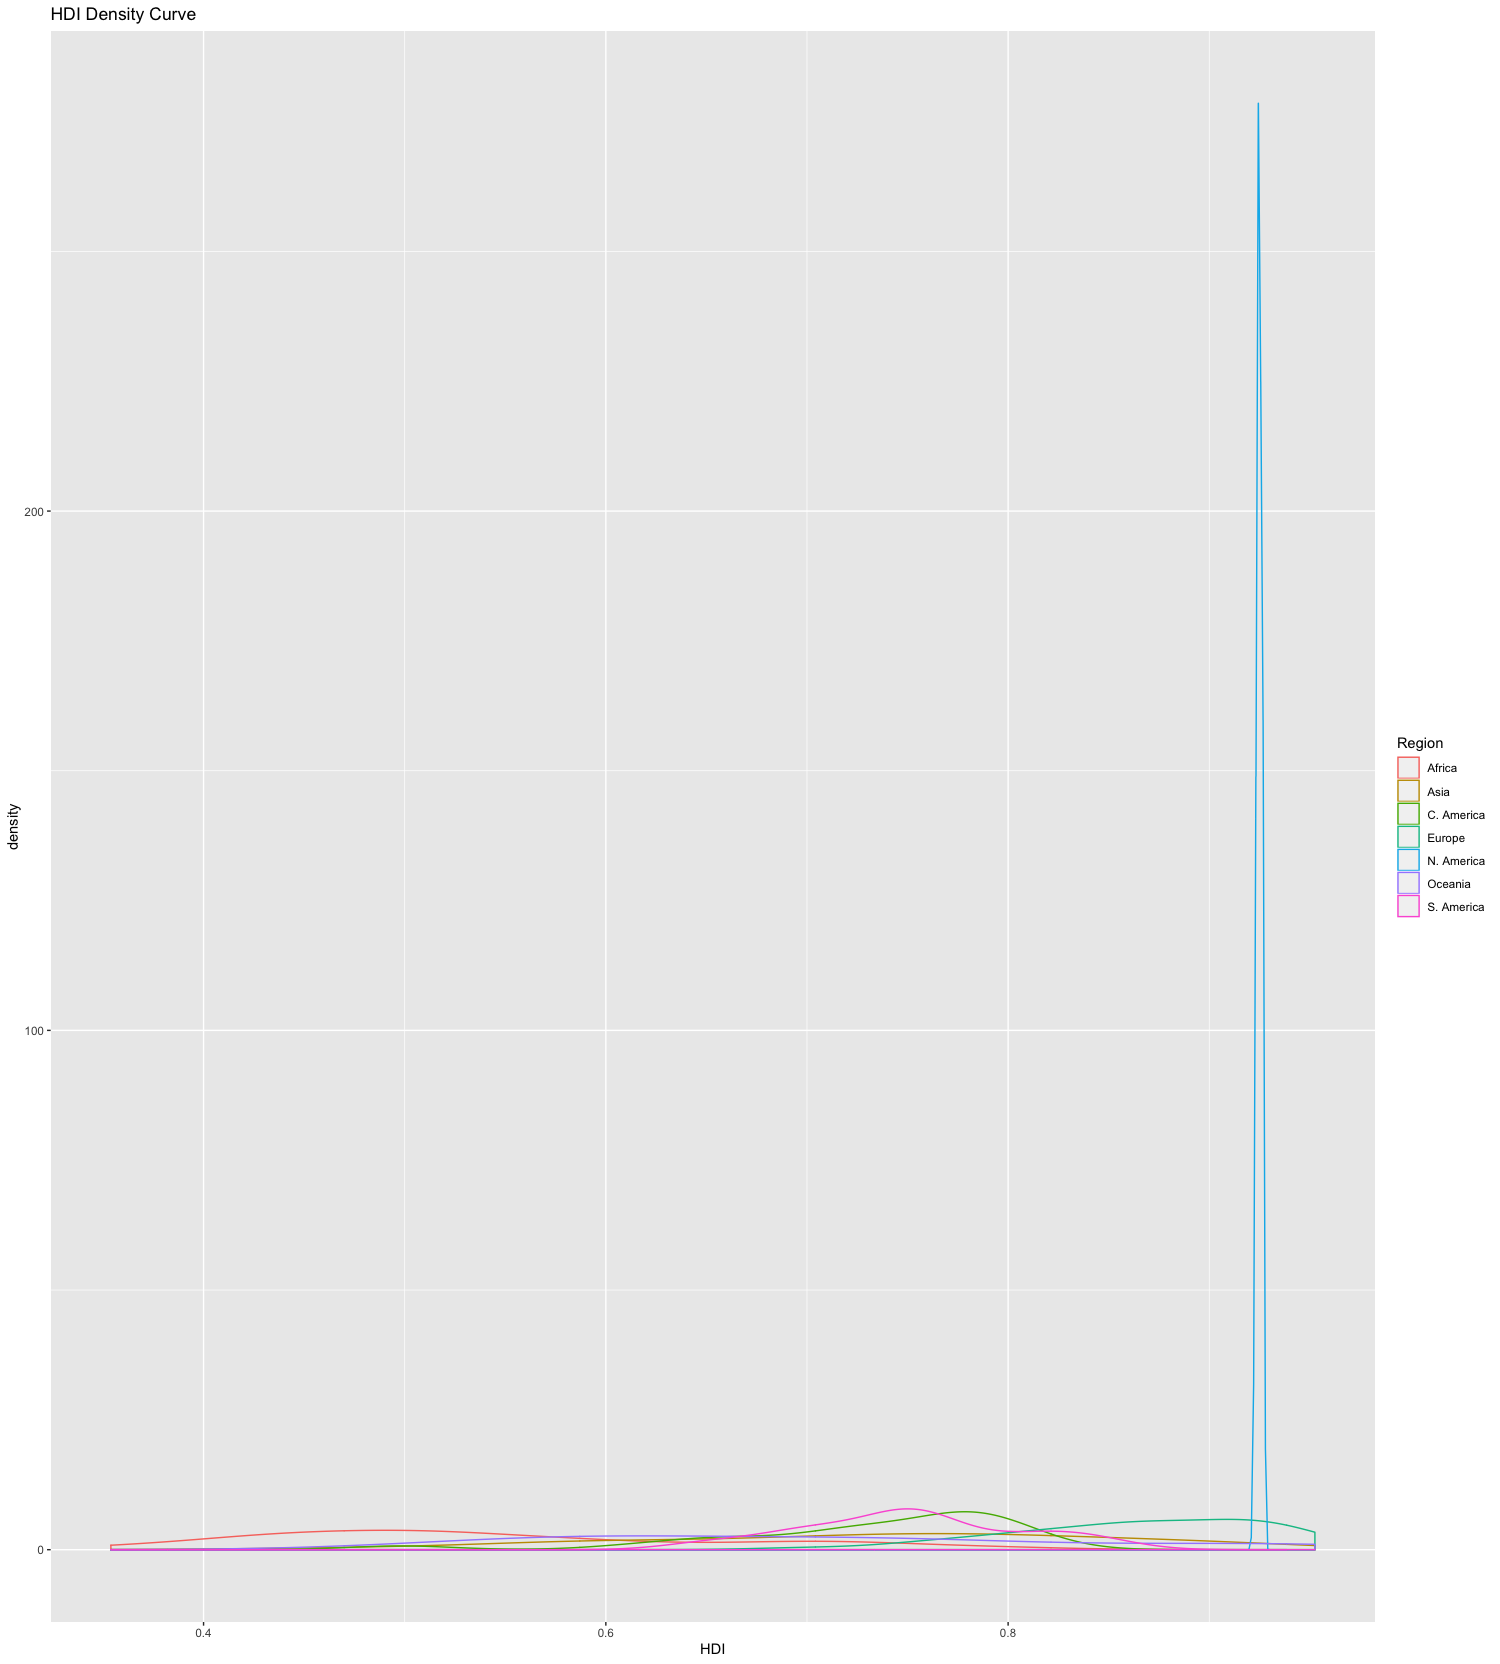 HDI Density Curve
200
100
0
density
0.4
0.6
0.8
HDI
Region
Africa
Asia
C. America
Europe
N. America
Oceania
S. America